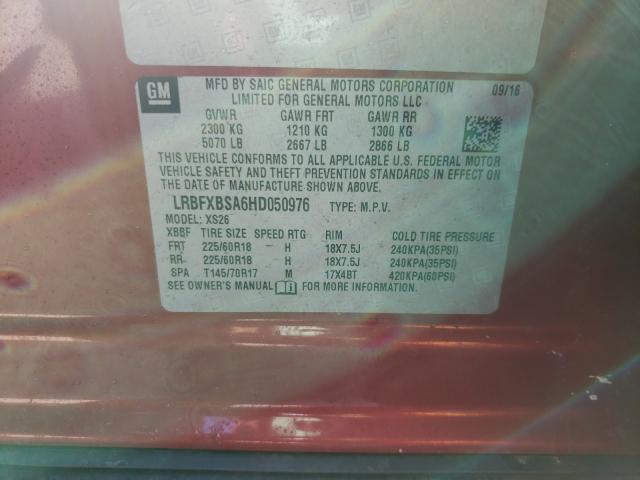 GM
MFD BY SAIC GENERAL MOTORS CORPORATION 09/16
LIMITED FOR GENERAL MOTORS LLC
GVWR GAWR FRT GAWR RR
2300 KG 1210 KG 1300 KG
5070 LB 2667 LB 2866 LB
THIS VEHICLE CONFORMS TO ALL APPLICABLE U.S. FEDERAL MOTOR
VEHICLE SAFETY AND THEFT PREVENTION STANDARDS IN EFFECT
ON THE DATE OF MANUFACTURE SHOWN ABOVE.
LRBFXBSA6HD050976 TYPE: M.P.V.
MODEL: XS26
XBBF TIRE SIZE SPEED RTG RIM COLD TIRE PRESSURE
FRT 225/60R18 H 18X7.5J 240KPA(35PSI)
RR 225/60R18 H 18X7.5J 240KPA(35PSI)
SPA T145/70R17 M 17X4BT 420KPA(60PSI)
SEE OWNER'S MANUAL FOR MORE INFORMATION.